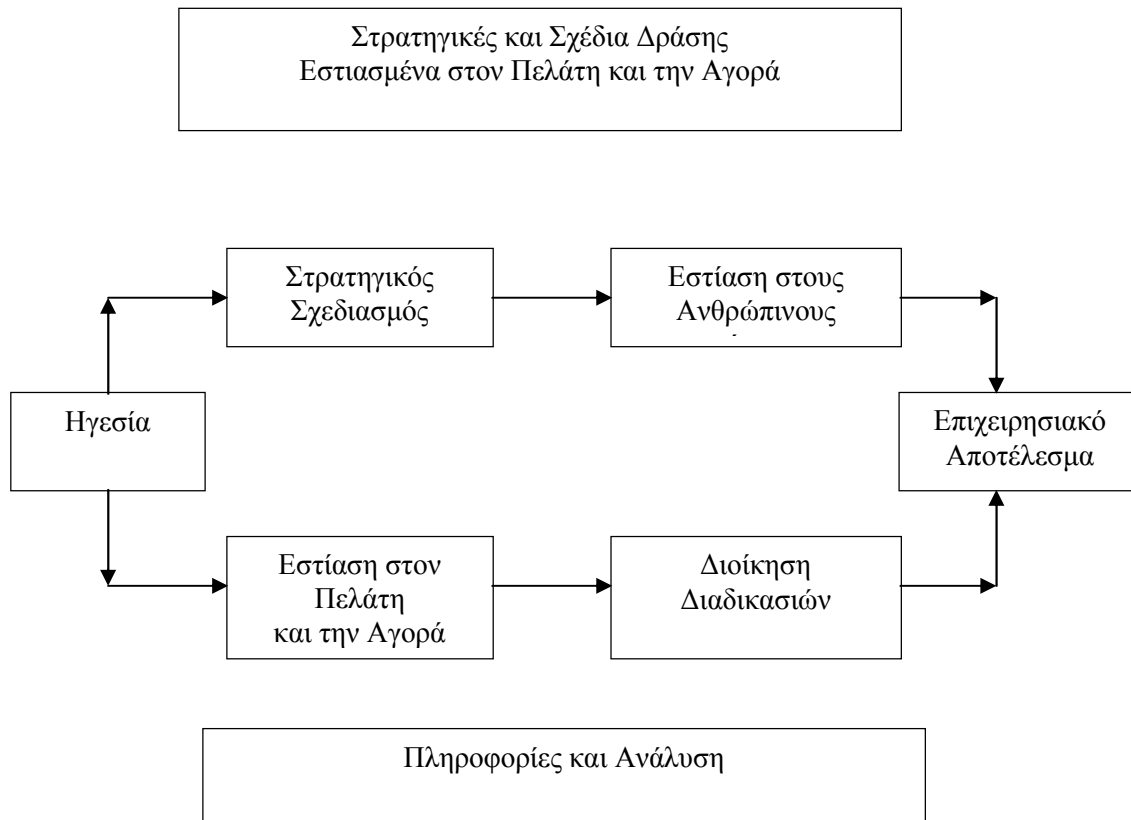 Στρατηγικές και Σχέδια Δράσης
Εστιασμένα στον Πελάτη και την Αγορά
Στρατηγικός
Σχεδιασμός
Εστίαση στους
Ανθρώπινους
Ηγεσία
Επιχειρησιακό
Αποτέλεσμα
Εστίαση στον
Πελάτη
και την Αγορά
Διοίκηση
Διαδικασιών
Πληροφορίες και Ανάλυση